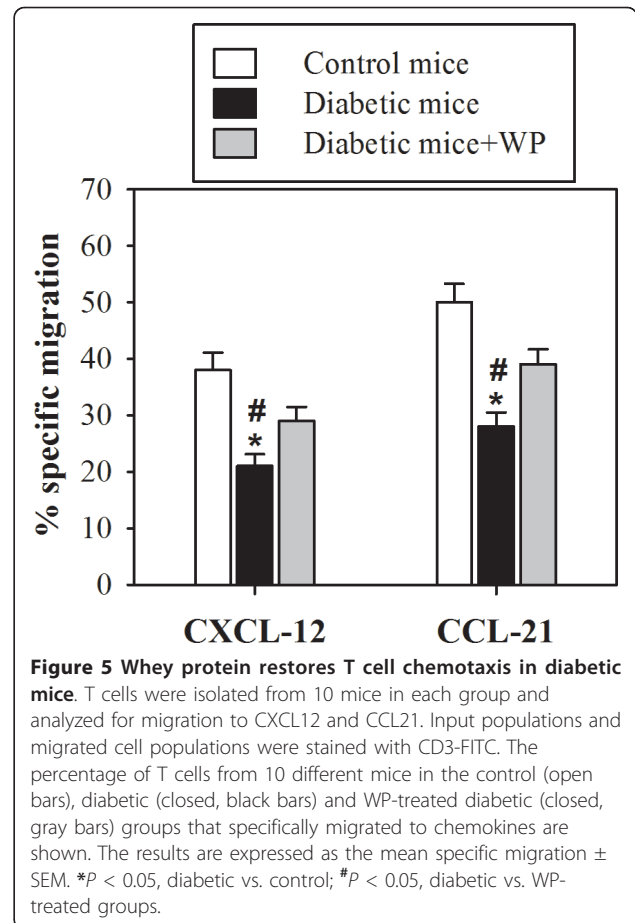 Control mice
Diabetic mice
Diabetic mice+WP
% specific migration
70
60
50
40
30
20
10
0
#
*
#
*
CXCL-12
CCL-21
Figure 5 Whey protein restores T cell chemotaxis in diabetic
mice. T cells were isolated from 10 mice in each group and
analyzed for migration to CXCL12 and CCL21. Input populations and
migrated cell populations were stained with CD3-FITC. The
percentage of T cells from 10 different mice in the control (open
bars), diabetic (closed, black bars) and WP-treated diabetic (closed,
gray bars) groups that specifically migrated to chemokines are
shown. The results are expressed as the mean specific migration ±
SEM. *P < 0.05, diabetic vs. control; #P < 0.05, diabetic vs. WP-
treated groups.